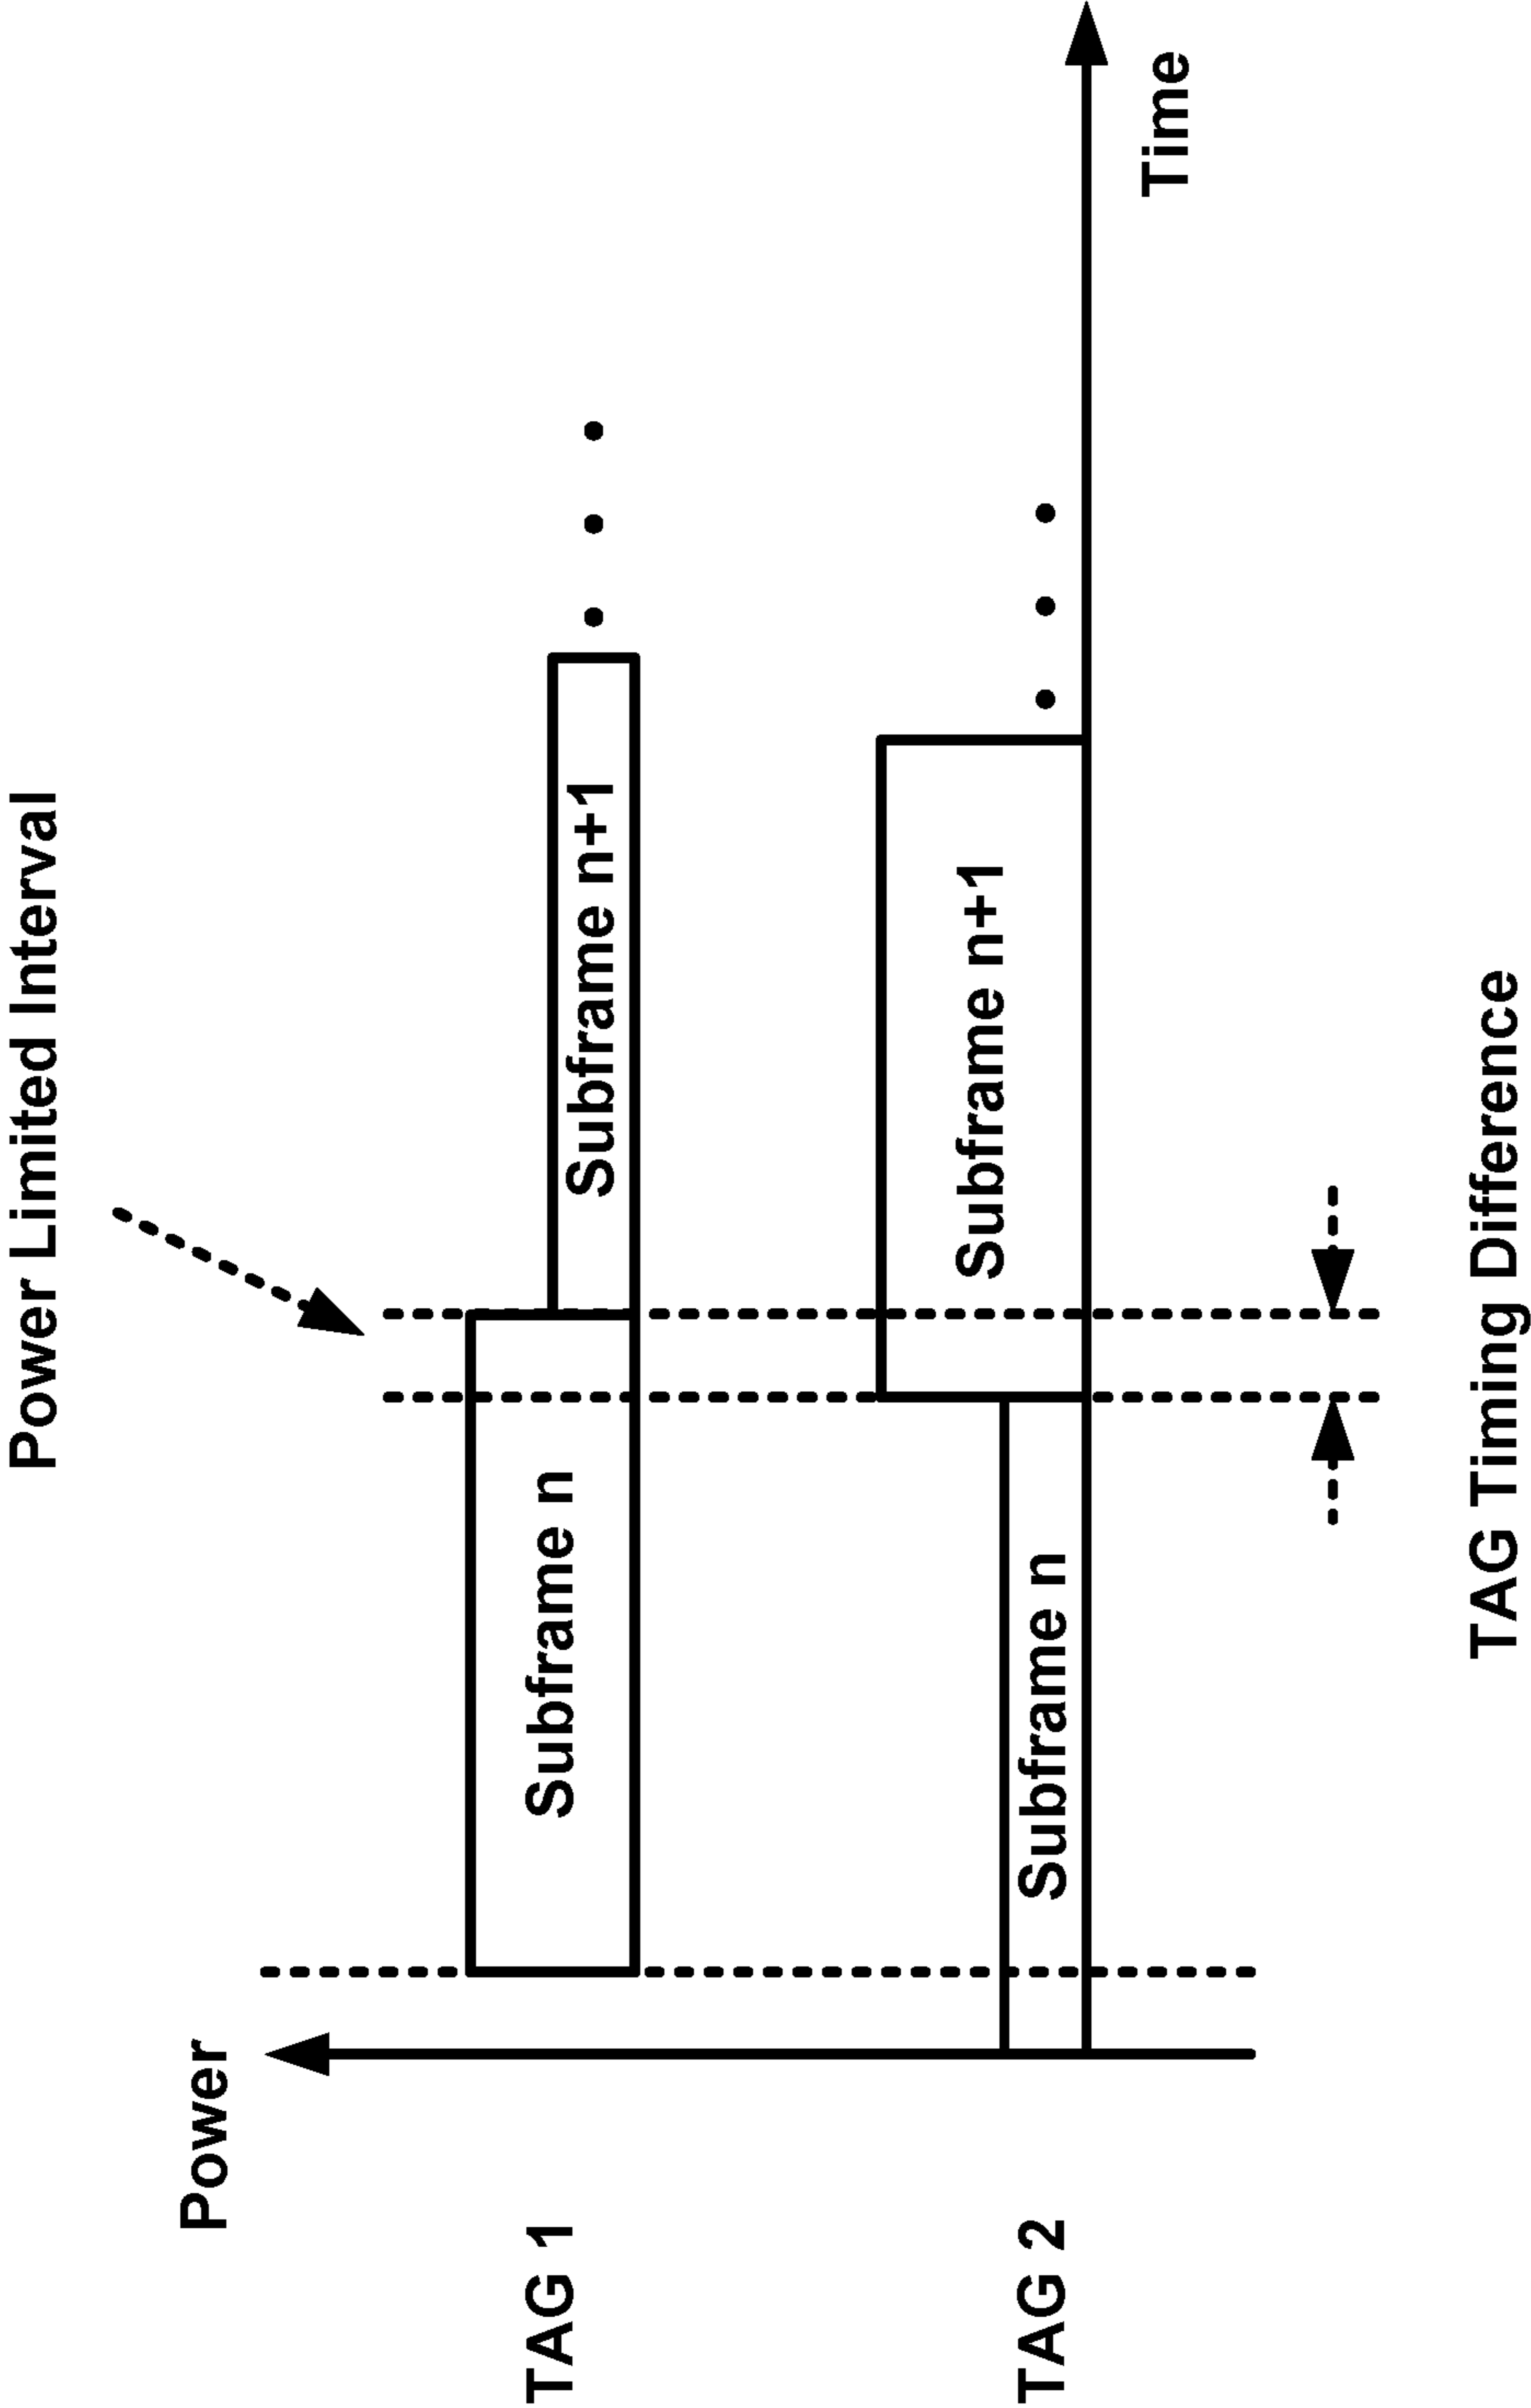 Power Limited Interval
Power
TAG 1
Subframe n
Subframe n+1
TAG 2
Subframe n
Subframe n+1
Time
TAG Timing Difference